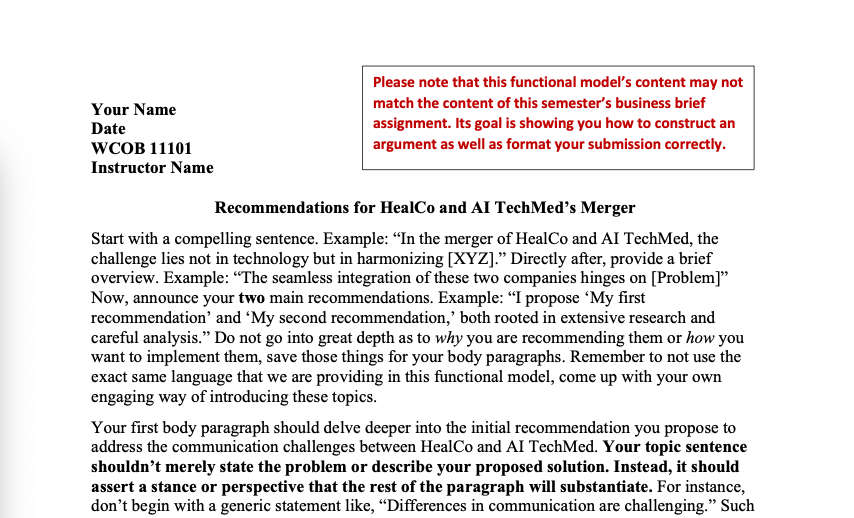 Please note that this functional model's content may not
match the content of this semester's business brief
assignment. Its goal is showing you how to construct an
argument as well as format your submission correctly.
Your Name
Date
WCOB 11101
Instructor Name
Recommendations for HealCo and AI TechMed's Merger
Start with a compelling sentence. Example: “In the merger of HealCo and AI TechMed, the
challenge lies not in technology but in harmonizing [XYZ].” Directly after, provide a brief
overview. Example: “The seamless integration of these two companies hinges on [Problem]”
Now, announce your two main recommendations. Example: “I propose ‘My first
recommendation’ and ‘My second recommendation,’ both rooted in extensive research and
careful analysis.” Do not go into great depth as to why you are recommending them or how you
want to implement them, save those things for your body paragraphs. Remember to not use the
exact same language that we are providing in this functional model, come up with your own
engaging way of introducing these topics.
Your first body paragraph should delve deeper into the initial recommendation you propose to
address the communication challenges between HealCo and AI TechMed. Your topic sentence
shouldn’t merely state the problem or describe your proposed solution. Instead, it should
assert a stance or perspective that the rest of the paragraph will substantiate. For instance,
don’t begin with a generic statement like, “Differences in communication are challenging.” Such